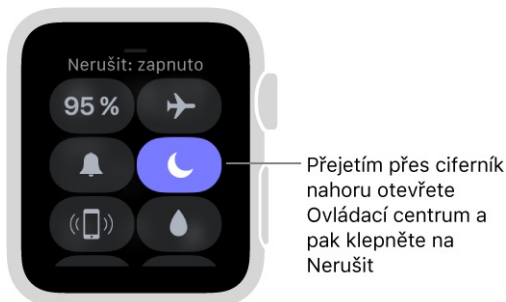 Nerušit: zapnuto
95 %
Přejetím přes ciferník
nahoru otevřete
Ovládací centrum a
pak klepněte na
Nerušit